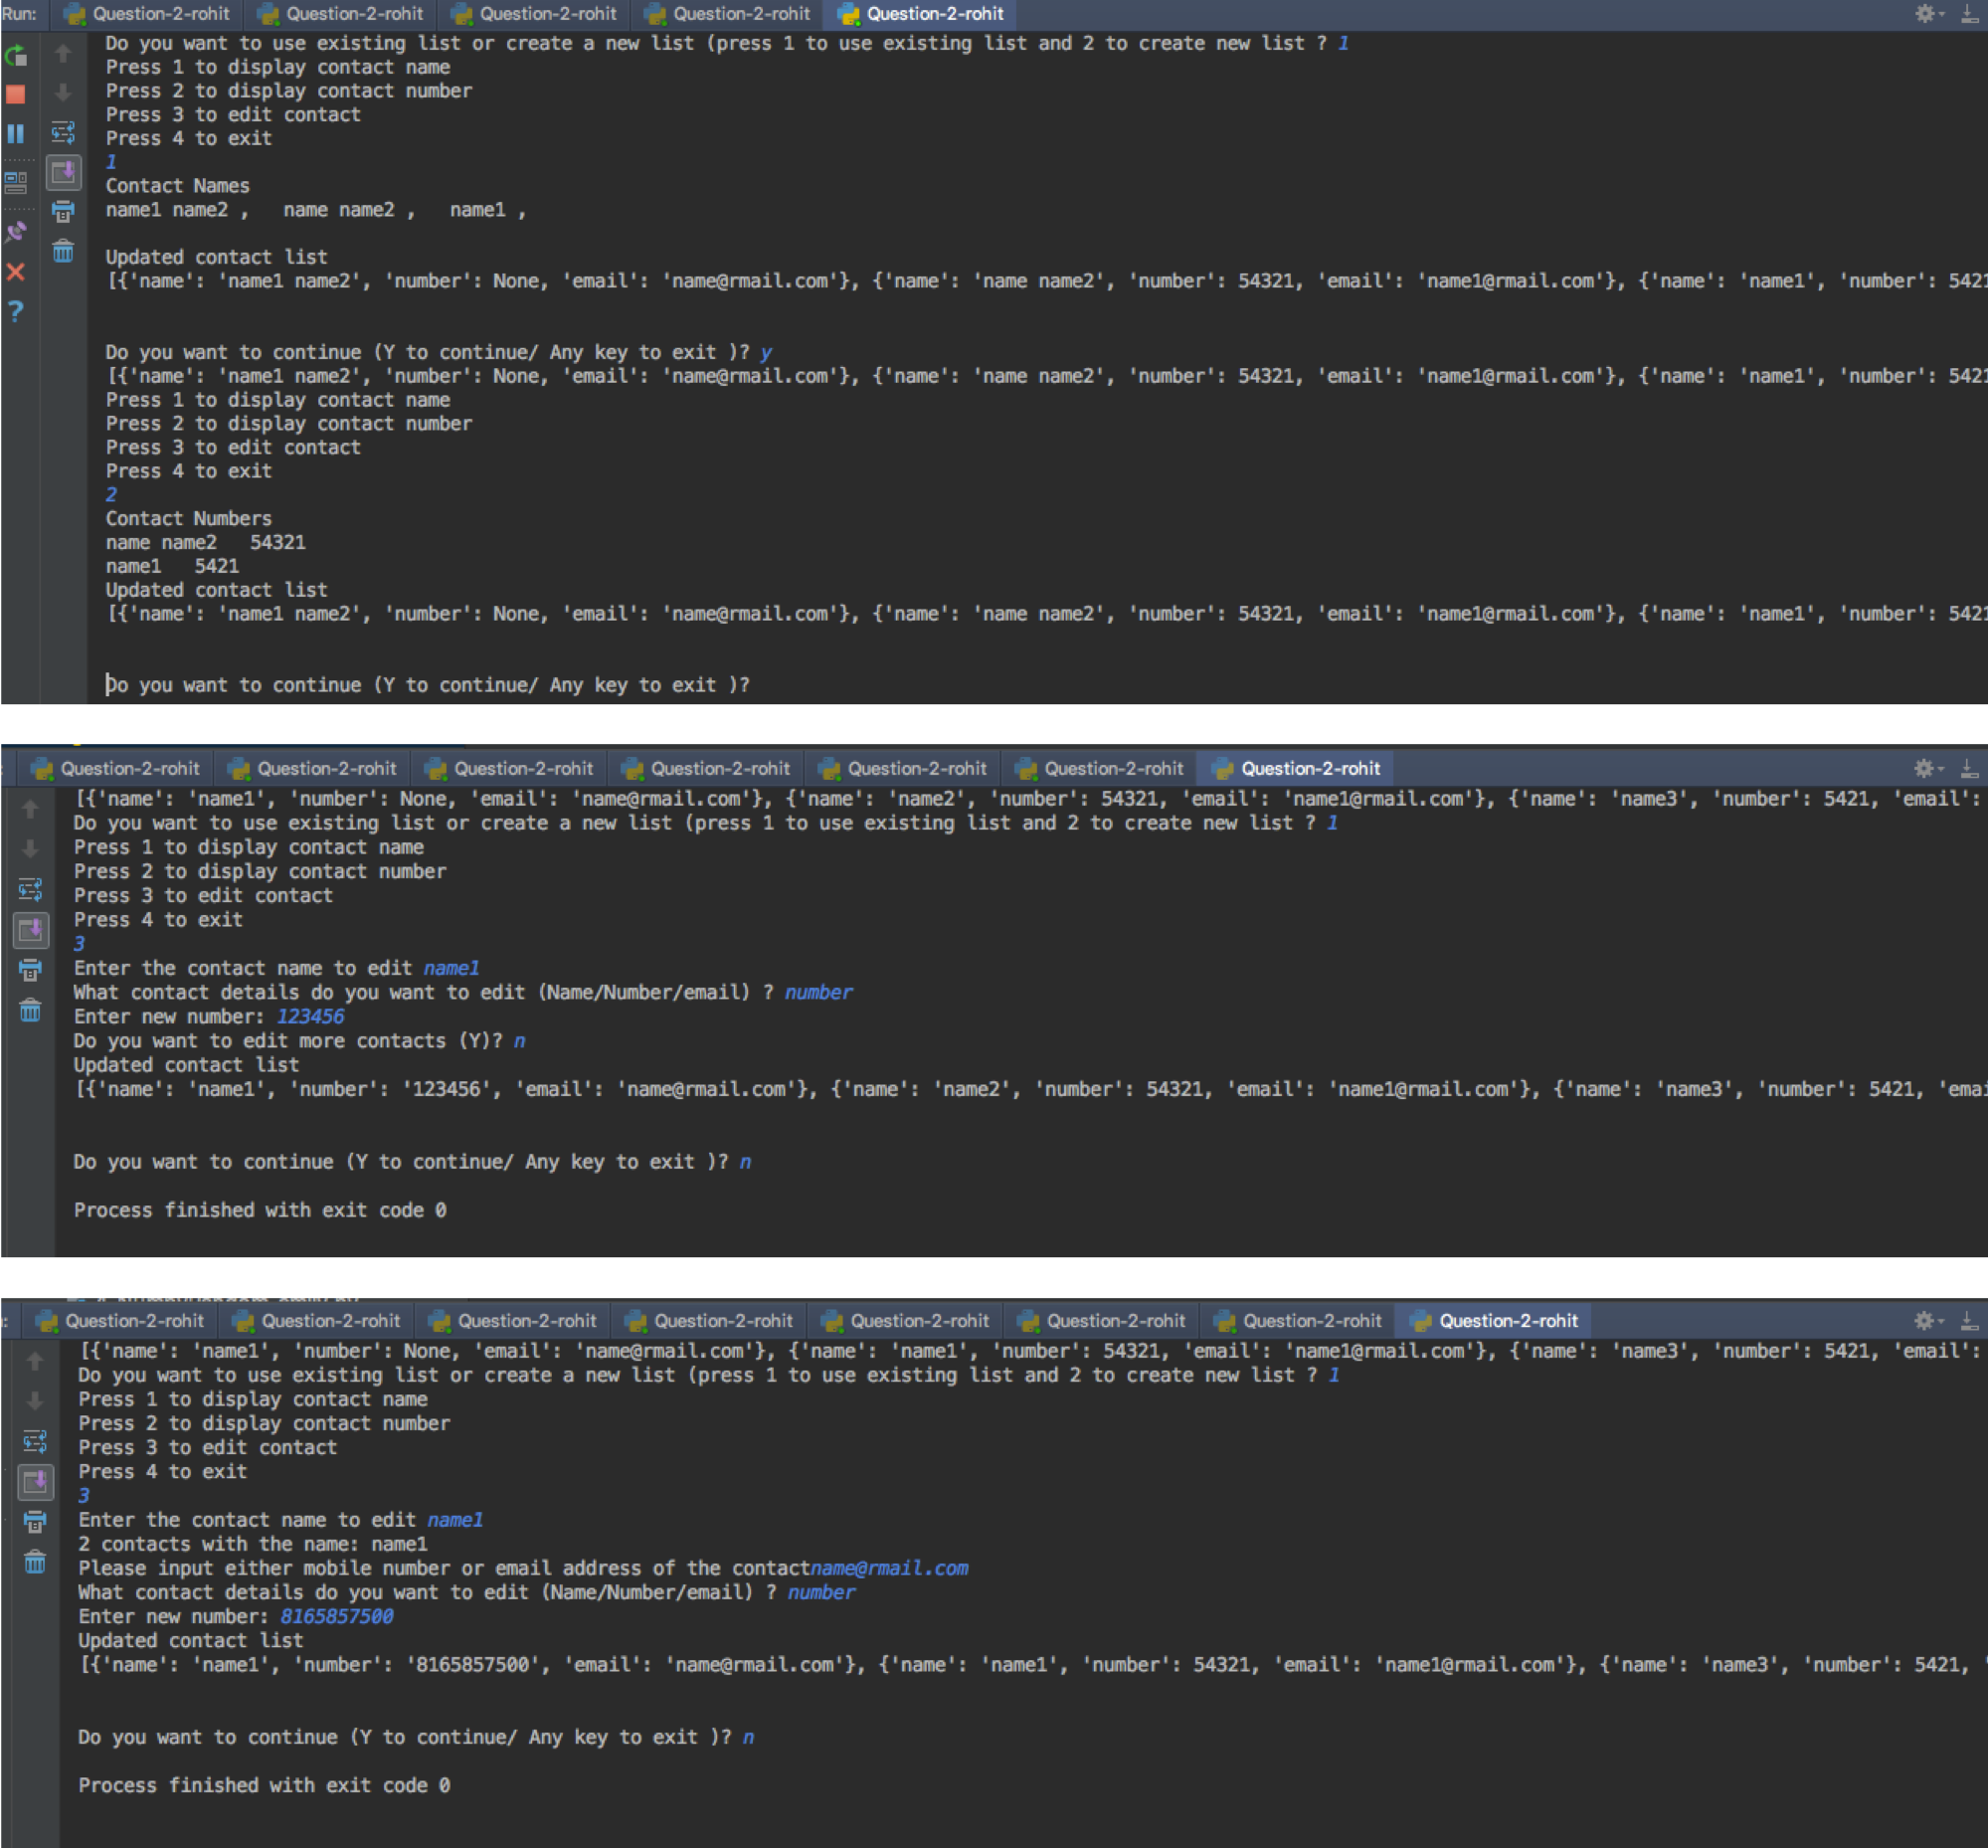 Run: Question-2-rohit Question-2-rohit Question-2-rohit Question-2-rohit Question-2-rohit
Do you want to use existing list or create a new list (press 1 to use existing list and 2 to create new list ? 1
Press 1 to display contact name
Press 2 to display contact number
Press 3 to edit contact
Press 4 to exit
1
Contact Names
name1 name2 ,   name name2 ,   name1 ,
Updated contact list
[{'name': 'name1 name2', 'number': None, 'email': 'name@rmail.com'}, {'name': 'name name2', 'number': 54321, 'email': 'name1@rmail.com'}, {'name': 'name1', 'number': 5421
Do you want to continue (Y to continue/ Any key to exit )? y
[{'name': 'name1 name2', 'number': None, 'email': 'name@rmail.com'}, {'name': 'name name2', 'number': 54321, 'email': 'name1@rmail.com'}, {'name': 'name1', 'number': 5421
Press 1 to display contact name
Press 2 to display contact number
Press 3 to edit contact
Press 4 to exit
2
Contact Numbers
name name2   54321
name1   5421
Updated contact list
[{'name': 'name1 name2', 'number': None, 'email': 'name@rmail.com'}, {'name': 'name name2', 'number': 54321, 'email': 'name1@rmail.com'}, {'name': 'name1', 'number': 5421
Do you want to continue (Y to continue/ Any key to exit )?
Question-2-rohit Question-2-rohit Question-2-rohit Question-2-rohit Question-2-rohit Question-2-rohit Question-2-rohit
[{'name': 'name1', 'number': None, 'email': 'name@rmail.com'}, {'name': 'name2', 'number': 54321, 'email': 'name1@rmail.com'}, {'name': 'name3', 'number': 5421, 'email':
Do you want to use existing list or create a new list (press 1 to use existing list and 2 to create new list ? 1
Press 1 to display contact name
Press 2 to display contact number
Press 3 to edit contact
Press 4 to exit
3
Enter the contact name to edit name1
What contact details do you want to edit (Name/Number/email) ? number
Enter new number: 123456
Do you want to edit more contacts (Y)? n
Updated contact list
[{'name': 'name1', 'number': '123456', 'email': 'name@rmail.com'}, {'name': 'name2', 'number': 54321, 'email': 'name1@rmail.com'}, {'name': 'name3', 'number': 5421, 'emai
Do you want to continue (Y to continue/ Any key to exit )? n
Process finished with exit code 0
Question-2-rohit Question-2-rohit Question-2-rohit Question-2-rohit Question-2-rohit Question-2-rohit Question-2-rohit Question-2-rohit
[{'name': 'name1', 'number': None, 'email': 'name@rmail.com'}, {'name': 'name1', 'number': 54321, 'email': 'name1@rmail.com'}, {'name': 'name3', 'number': 5421, 'email':
Do you want to use existing list or create a new list (press 1 to use existing list and 2 to create new list ? 1
Press 1 to display contact name
Press 2 to display contact number
Press 3 to edit contact
Press 4 to exit
3
Enter the contact name to edit name1
2 contacts with the name: name1
Please input either mobile number or email address of the contactname@rmail.com
What contact details do you want to edit (Name/Number/email) ? number
Enter new number: 8165857500
Updated contact list
[{'name': 'name1', 'number': '8165857500', 'email': 'name@rmail.com'}, {'name': 'name1', 'number': 54321, 'email': 'name1@rmail.com'}, {'name': 'name3', 'number': 5421, '
Do you want to continue (Y to continue/ Any key to exit )? n
Process finished with exit code 0